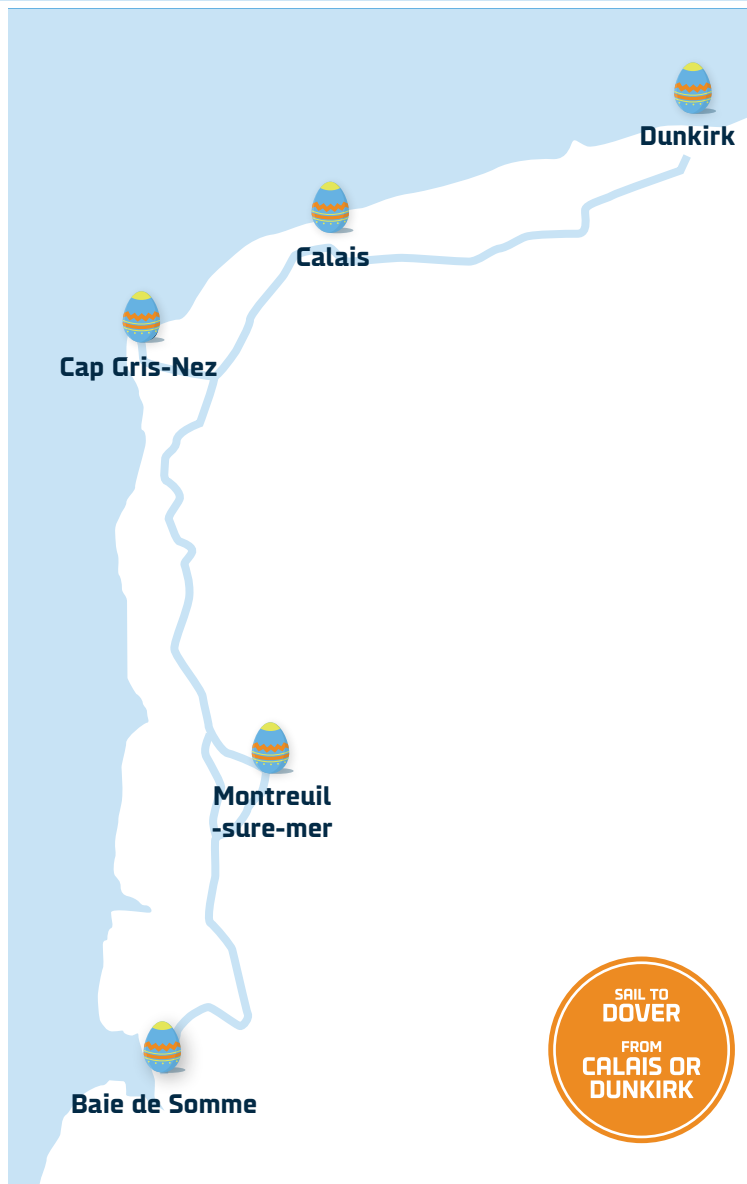 Dunkirk
Calais
Cap Gris-Nez
Montreuil
-sure-mer
SAIL TO
DOVER
FROM
CALAIS OR
DUNKIRK
Baie de Somme